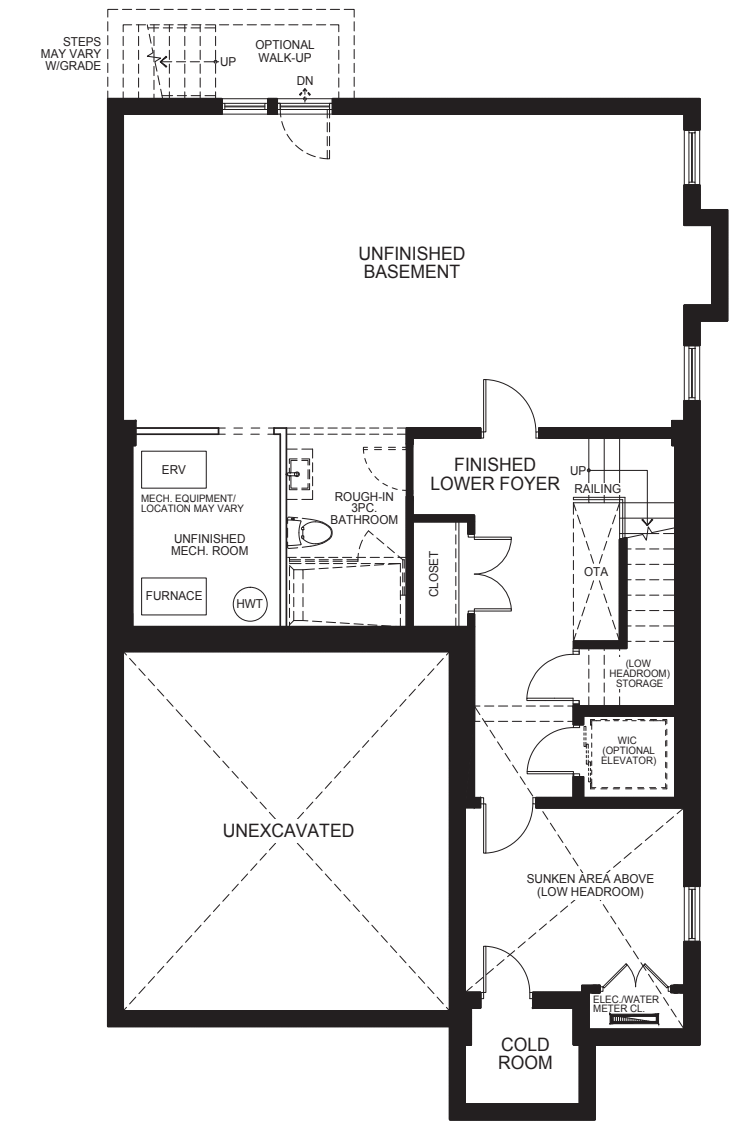 STEPS
MAY VARY
W/GRADE
OPTIONAL
WALK-UP
UP
DN
UNFINISHED
BASEMENT
ERV
MECH. EQUIPMENT/
LOCATION MAY VARY
UNFINISHED
MECH. ROOM
FURNACE
HWT
ROUGH-IN
3PC.
BATHROOM
FINISHED
LOWER FOYER
UP
RAILING
CLOSET
OTA
(LOW
HEADROOM)
STORAGE
WIC
(OPTIONAL
ELEVATOR)
UNEXCAVATED
SUNKEN AREA ABOVE
(LOW HEADROOM)
ELEC./WATER
METER CL.
COLD
ROOM